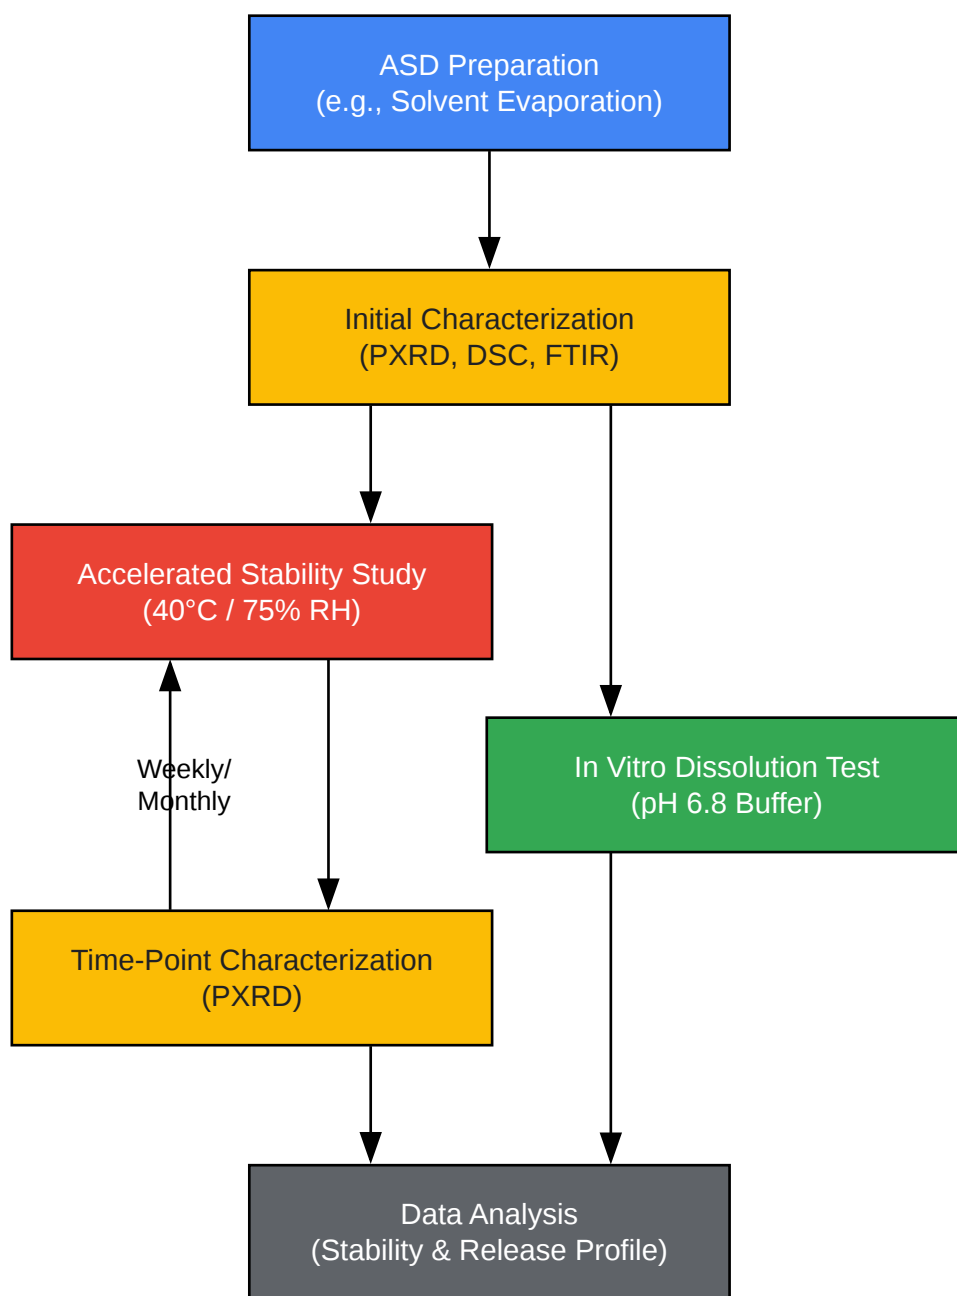 ASD Preparation
(e.g., Solvent Evaporation)
Initial Characterization
(PXRD, DSC, FTIR)
Accelerated Stability Study
(40°C / 75% RH)
In Vitro Dissolution Test
(pH 6.8 Buffer)
Weekly/
Monthly
Time-Point Characterization
(PXRD)
Data Analysis
(Stability & Release Profile)